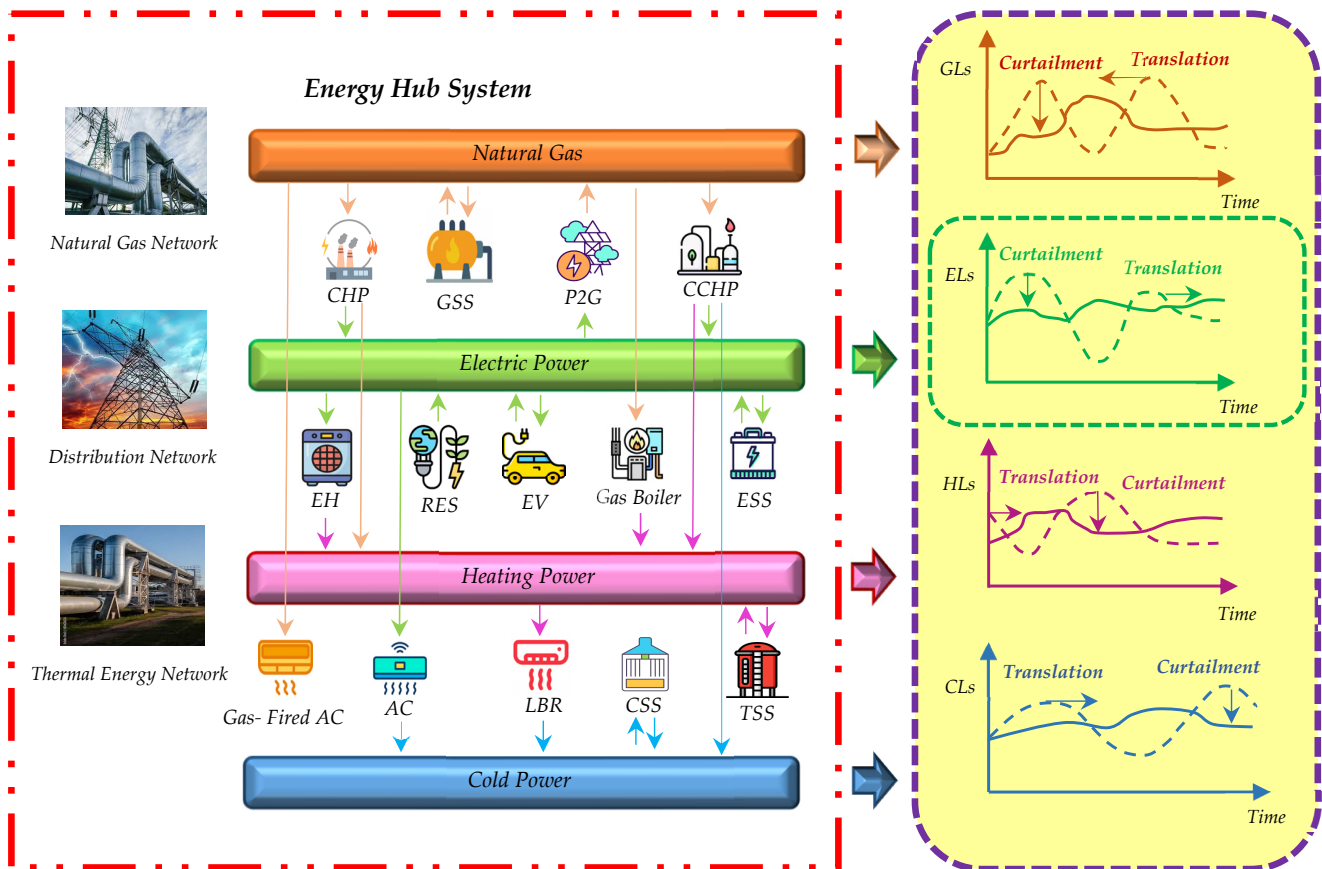 Energy Hub System
Natural Gas Network
Distribution Network
Thermal Energy Network
Natural Gas
CHP
GSS
P2G
CCHP
Electric Power
EH
RES
EV
Gas Boiler
ESS
Heating Power
Gas- Fired AC
AC
LBR
CSS
TSS
Cold Power
GLs
Curtailment
Translation
Time
ELs
Curtailment
Translation
Time
HLs
Translation
Curtailment
Time
CLs
Translation
Curtailment
Time